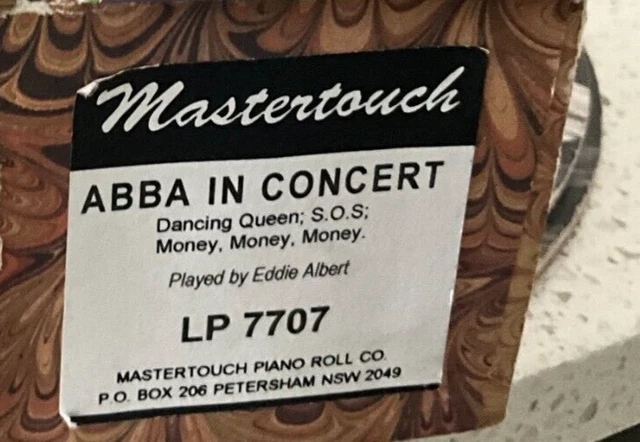 Mastertouch
ABBA IN CONCERT
Dancing Queen; S.O.S;
Money, Money, Money.
Played by Eddie Albert
LP 7707
MASTERTOUCH PIANO ROLL CO.
P.O. BOX 206 PETERSHAM NSW 2049